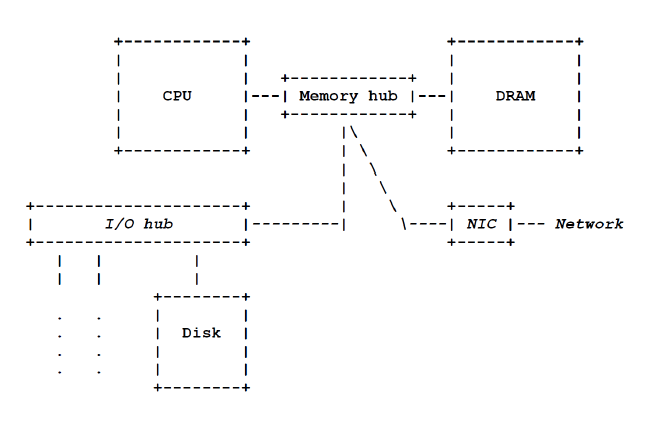 CPU
Memory hub
DRAM
I/O hub
NIC
Network
Disk